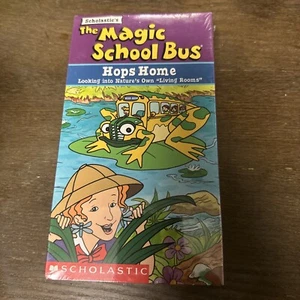 Scholastic's
The Magic
School Bus
Hops Home
Looking into Nature's Own "Living Rooms"
SCHOLASTIC